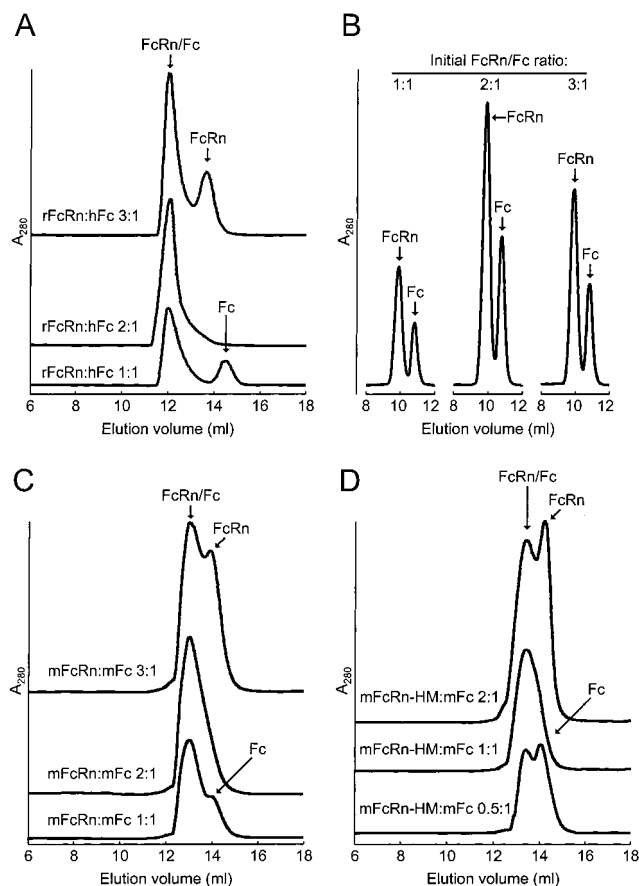 A
FcRn/Fc
FcRn
rFcRn:hFc 3:1
A280
Fc
rFcRn:hFc 2:1
rFcRn:hFc 1:1
6 8 10 12 14 16 18
Elution volume (ml)
B
Initial FcRn/Fc ratio:
1:1 2:1 3:1
FcRn
FcRn
Fc
FcRn
Fc
Fc
A280
8 10 12 8 10 12 8 10 12
Elution volume (ml)
C
FcRn/Fc
FcRn
mFcRn:mFc 3:1
A280
Fc
mFcRn:mFc 2:1
mFcRn:mFc 1:1
6 8 10 12 14 16 18
Elution volume (ml)
D
FcRn/Fc
FcRn
Fc
mFcRn-HM:mFc 2:1
A280
mFcRn-HM:mFc 1:1
mFcRn-HM:mFc 0.5:1
6 8 10 12 14 16 18
Elution volume (ml)